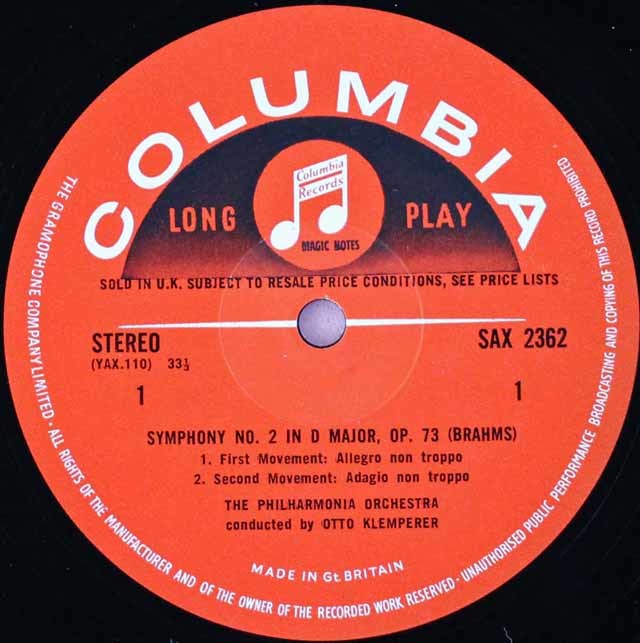 COLUMBIA
Columbia
Records
MAGIC NOTES
LONG PLAY
SOLD IN U.K. SUBJECT TO RESALE PRICE CONDITIONS, SEE PRICE LISTS
STEREO SAX 2362
(YAX.110) 33⅓
1 1
SYMPHONY NO. 2 IN D MAJOR, OP. 73 (BRAHMS)
1. First Movement: Allegro non troppo
2. Second Movement: Adagio non troppo
THE PHILHARMONIA ORCHESTRA
conducted by OTTO KLEMPERER
MADE IN Gt. BRITAIN
THE GRAMOPHONE COMPANY LIMITED · ALL RIGHTS OF THE MANUFACTURER AND OF THE OWNER OF THE RECORDED WORK RESERVED · UNAUTHORISED PUBLIC PERFORMANCE BROADCASTING AND COPYING OF THIS RECORD PROHIBITED